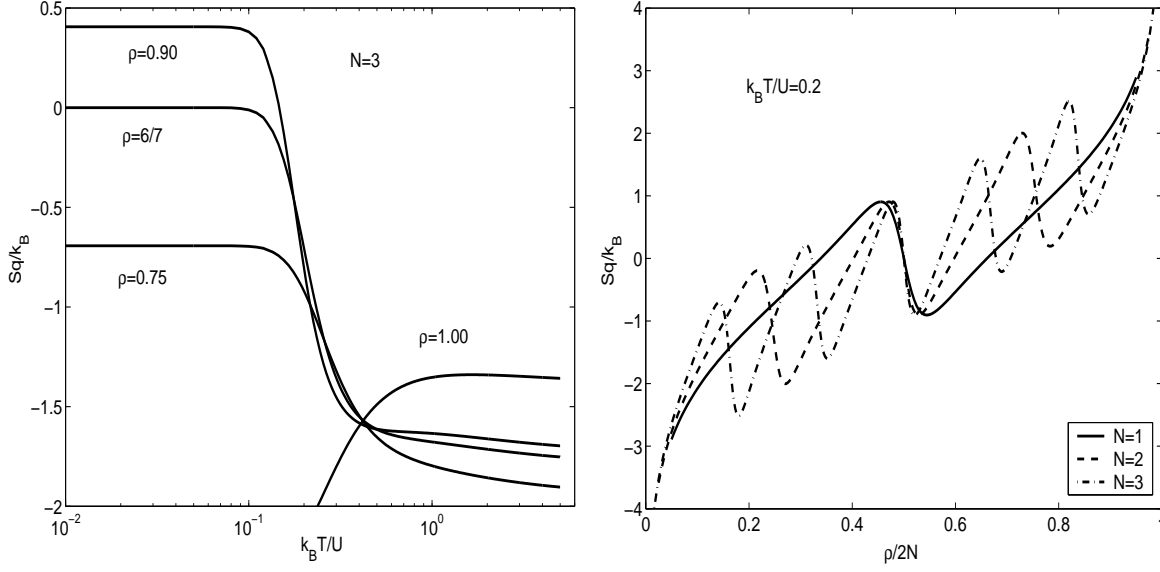 0.5
0
−0.5
−1
−1.5
−2
Sq/k_B
ρ=0.90
N=3
ρ=6/7
ρ=0.75
ρ=1.00
10^−2
10^−1
10^0
k_BT/U
4
3
2
1
0
−1
−2
−3
−4
Sq/k_B
k_BT/U=0.2
N=1
N=2
N=3
0
0.2
0.4
0.6
0.8
1
ρ/2N